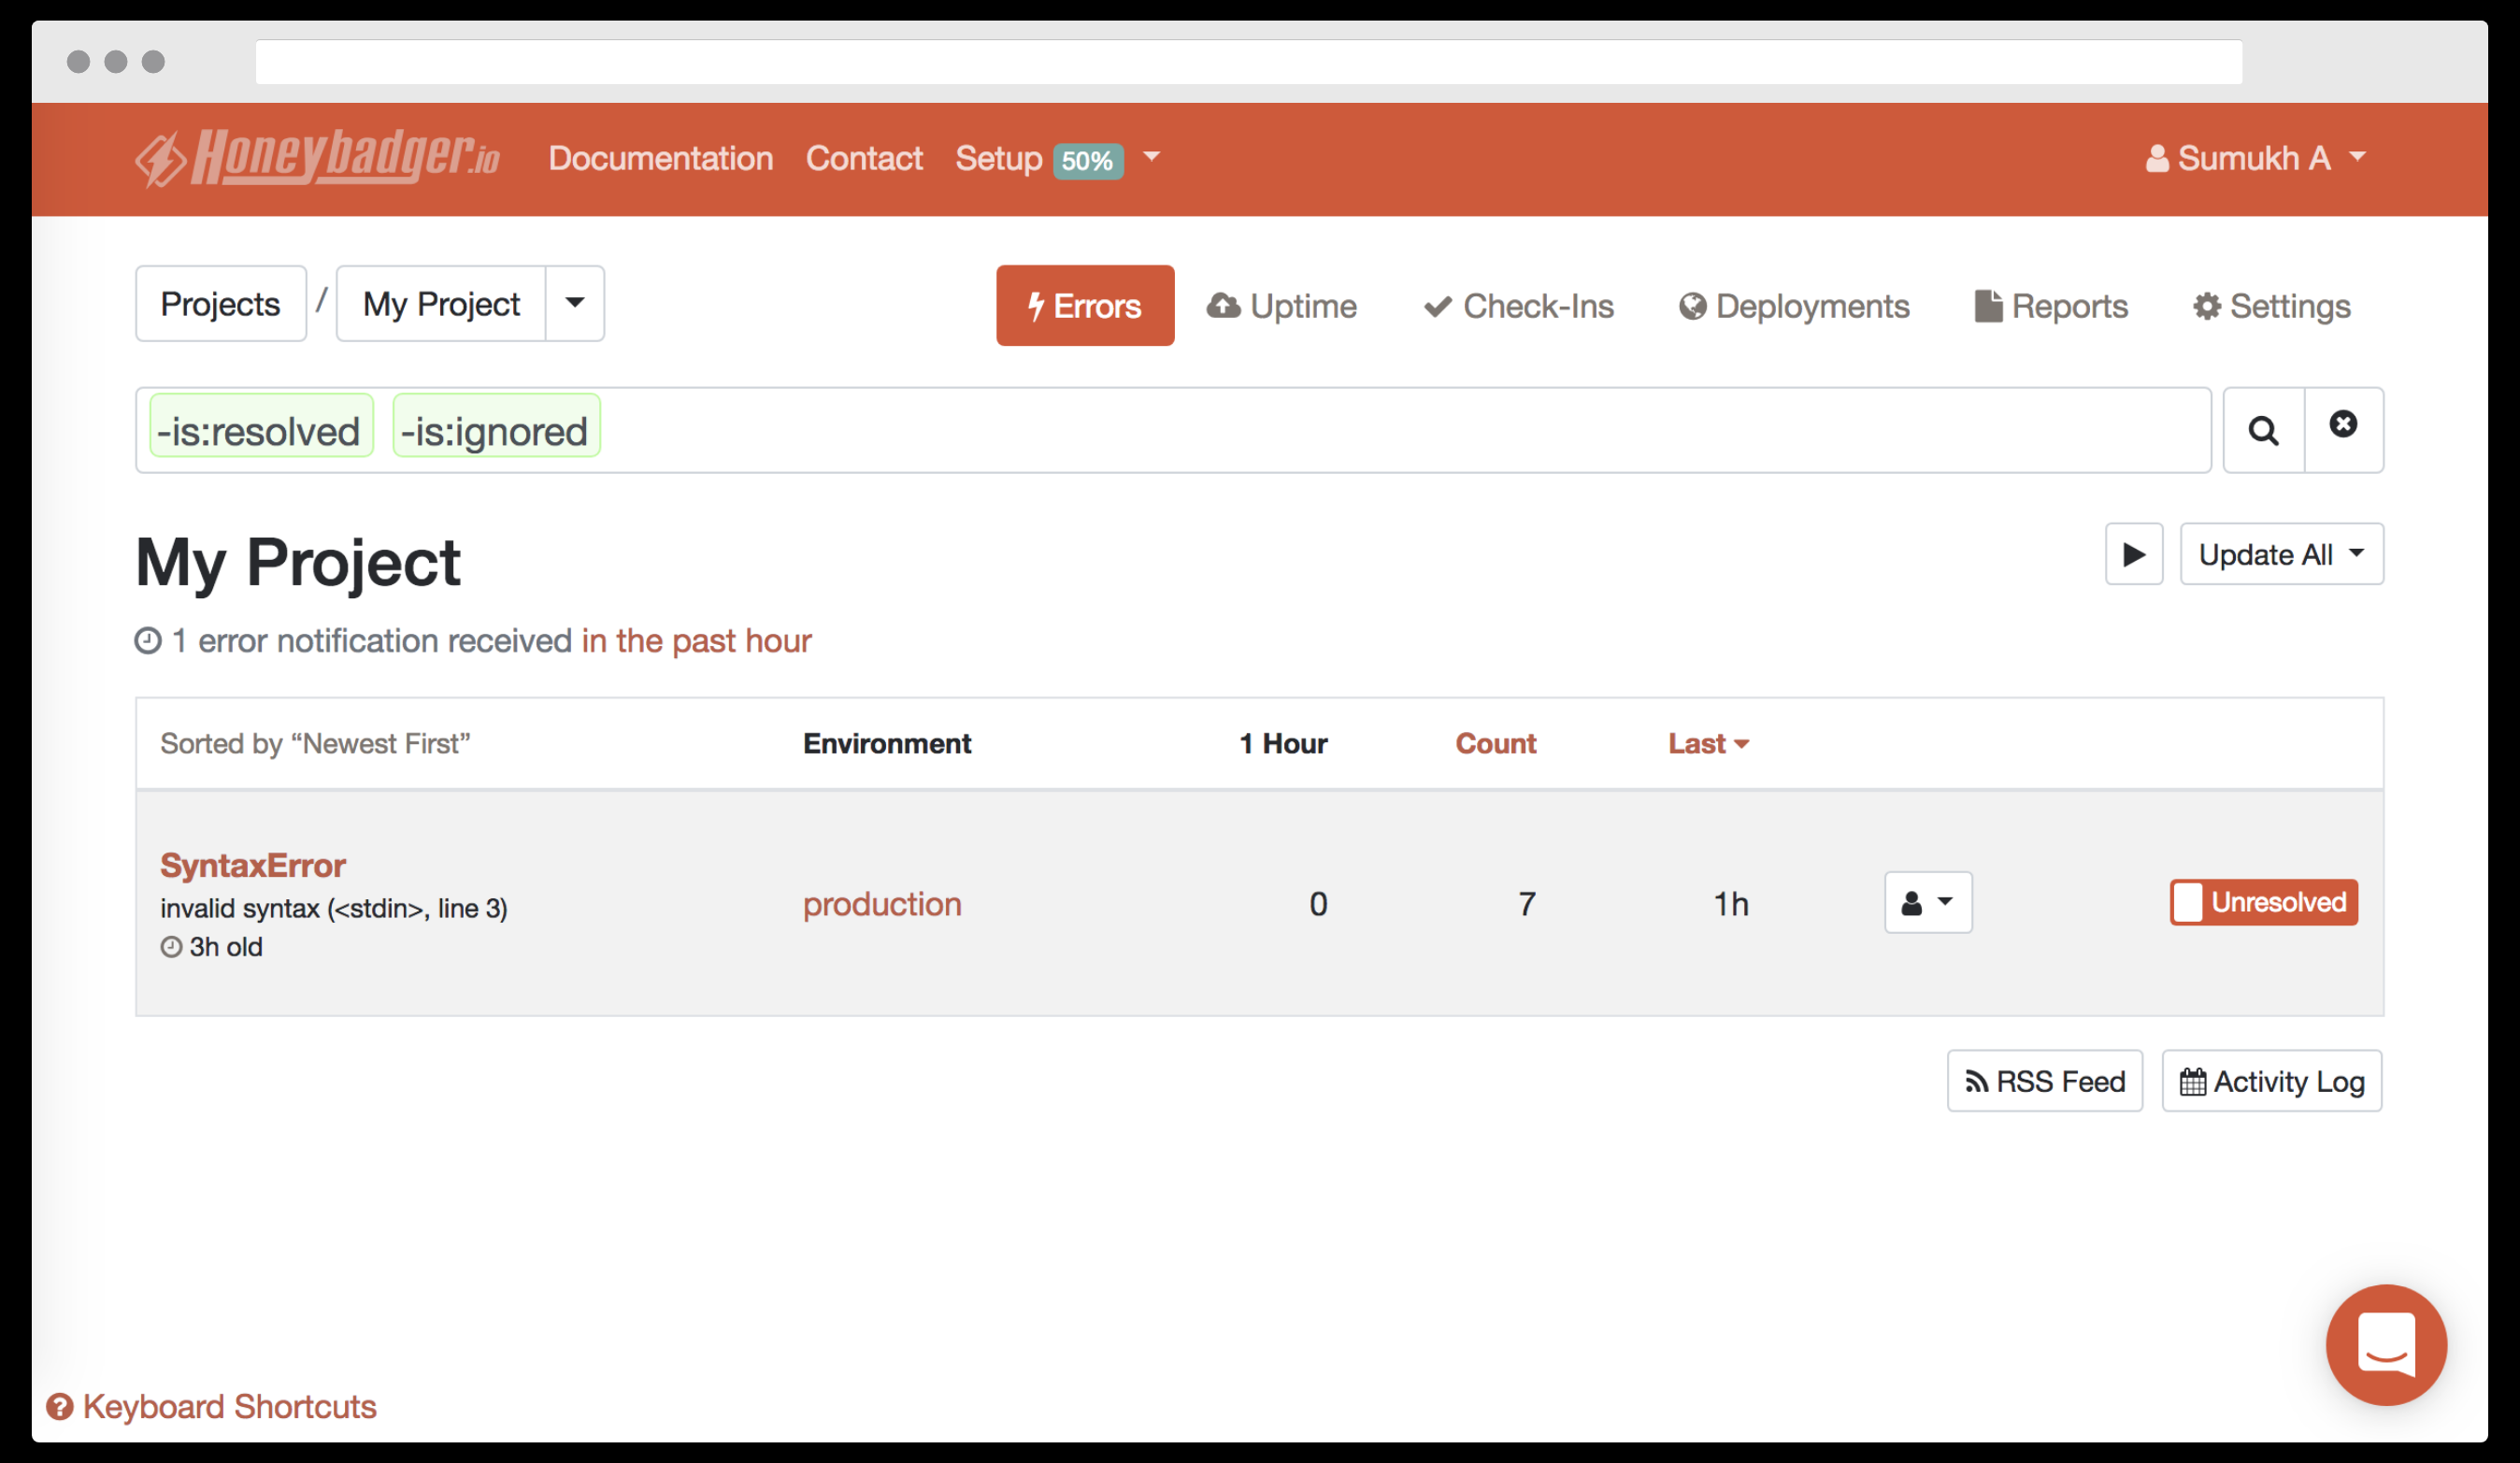 Honeybadger.io Documentation Contact Setup 50% Sumukh A
Projects / My Project Errors Uptime Check-Ins Deployments Reports Settings
-is:resolved -is:ignored
My Project Update All
1 error notification received in the past hour
Sorted by “Newest First” Environment 1 Hour Count Last
SyntaxError
invalid syntax (<stdin>, line 3)
3h old
production 0 7 1h Unresolved
RSS Feed Activity Log
? Keyboard Shortcuts